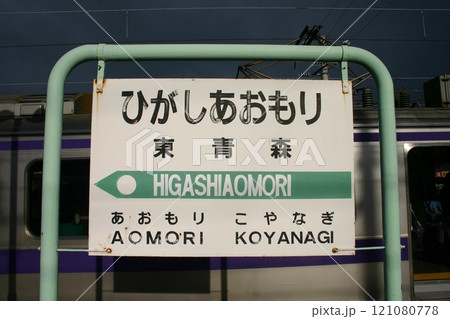 ひがしあおもり
東青森
HIGASHIAOMORI
あおもり こやなぎ
AOMORI KOYANAGI
121080778